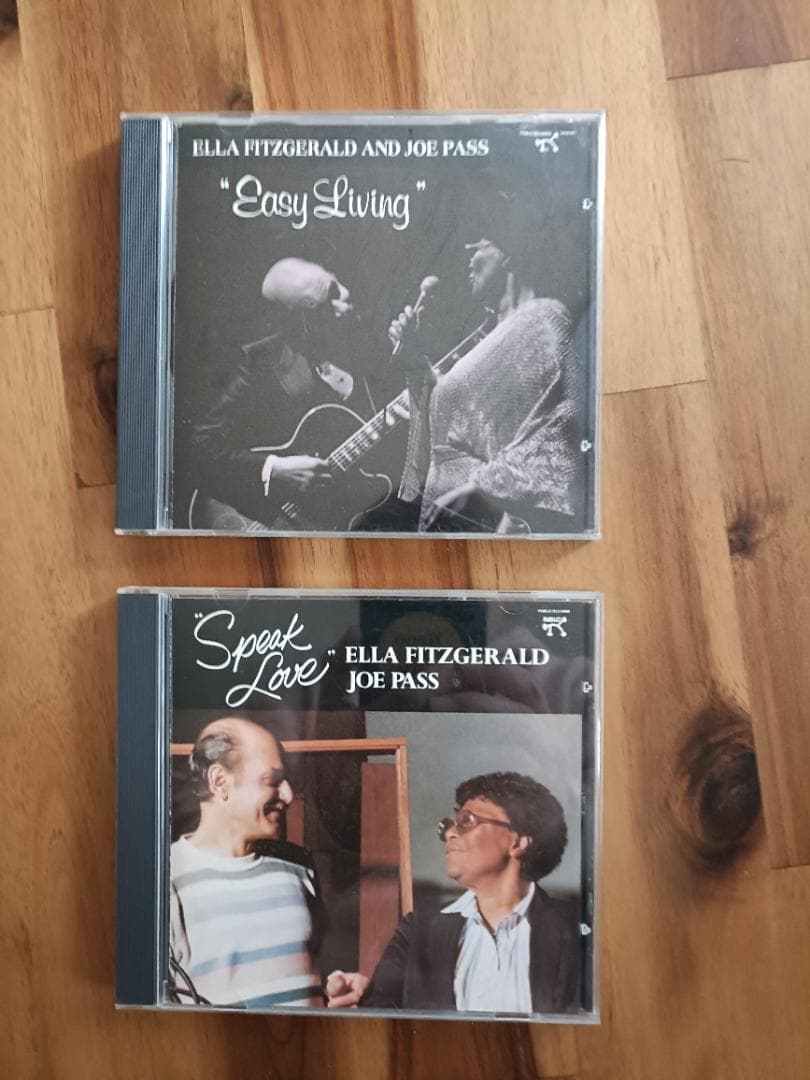 ELLA FITZGERALD AND JOE PASS
"Easy Living"
"Speak Love"
ELLA FITZGERALD
JOE PASS